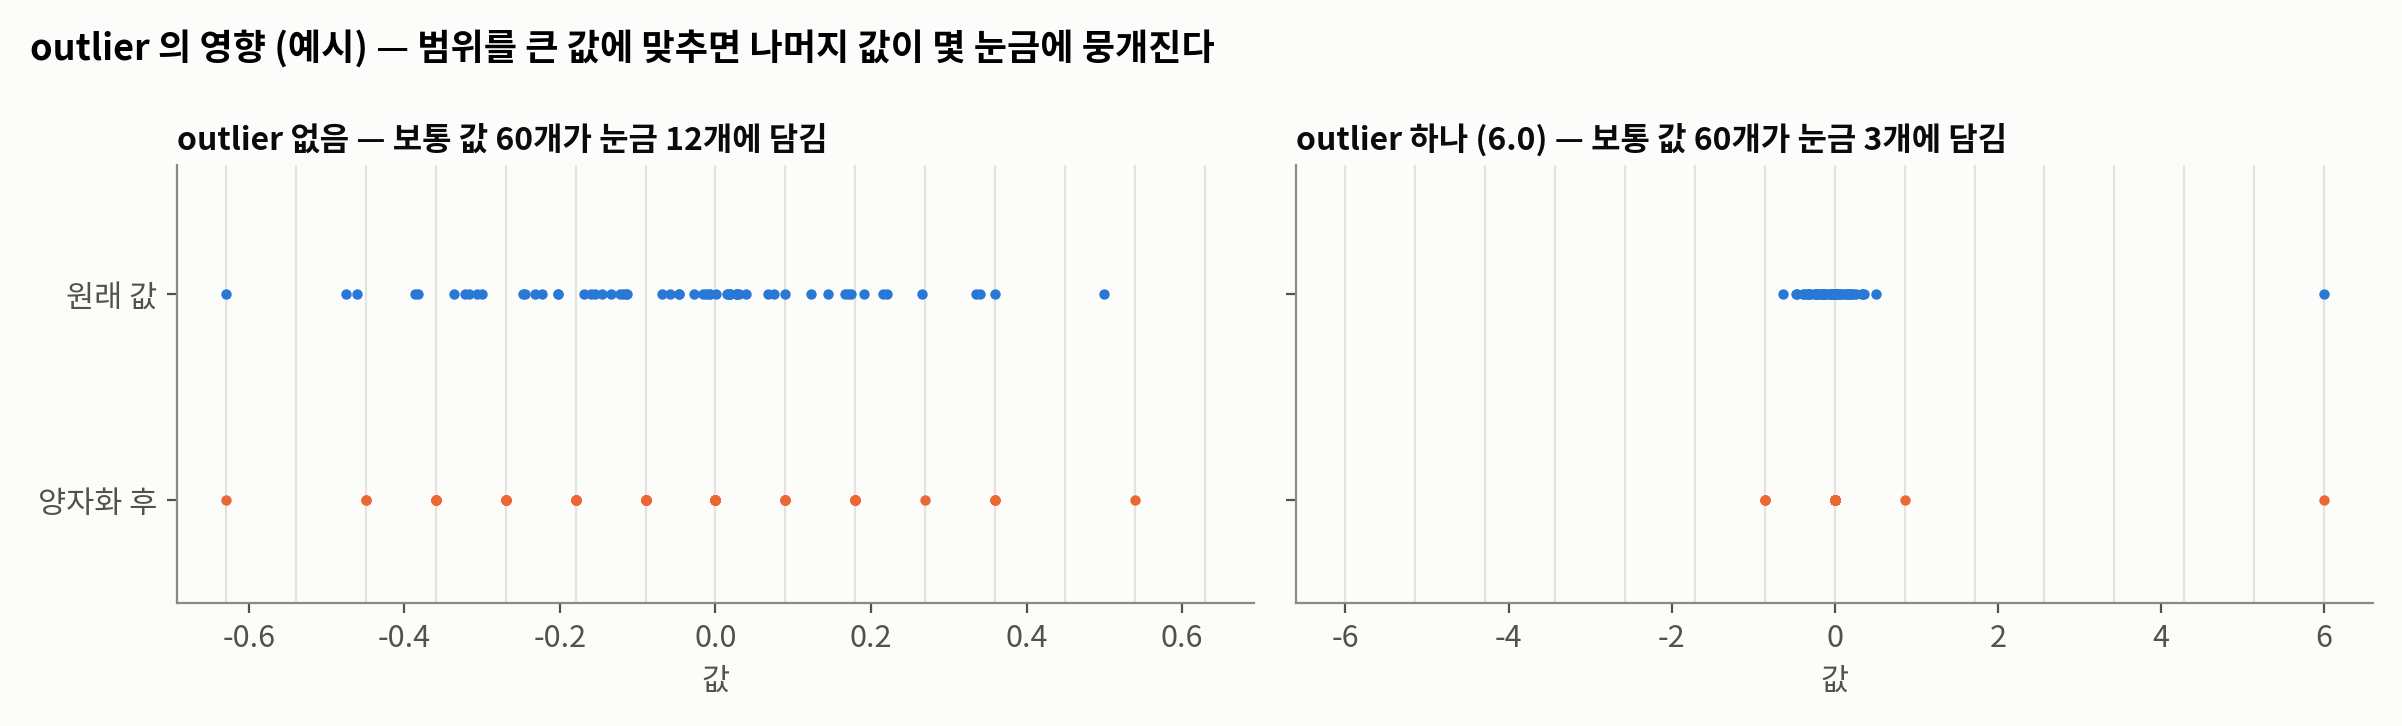 outlier 의 영향 (예시) — 범위를 큰 값에 맞추면 나머지 값이 몇 눈금에 뭉개진다
outlier 없음 — 보통 값 60개가 눈금 12개에 담김
원래 값
양자화 후
-0.6 -0.4 -0.2 0.0 0.2 0.4 0.6
값
outlier 하나 (6.0) — 보통 값 60개가 눈금 3개에 담김
-6 -4 -2 0 2 4 6
값